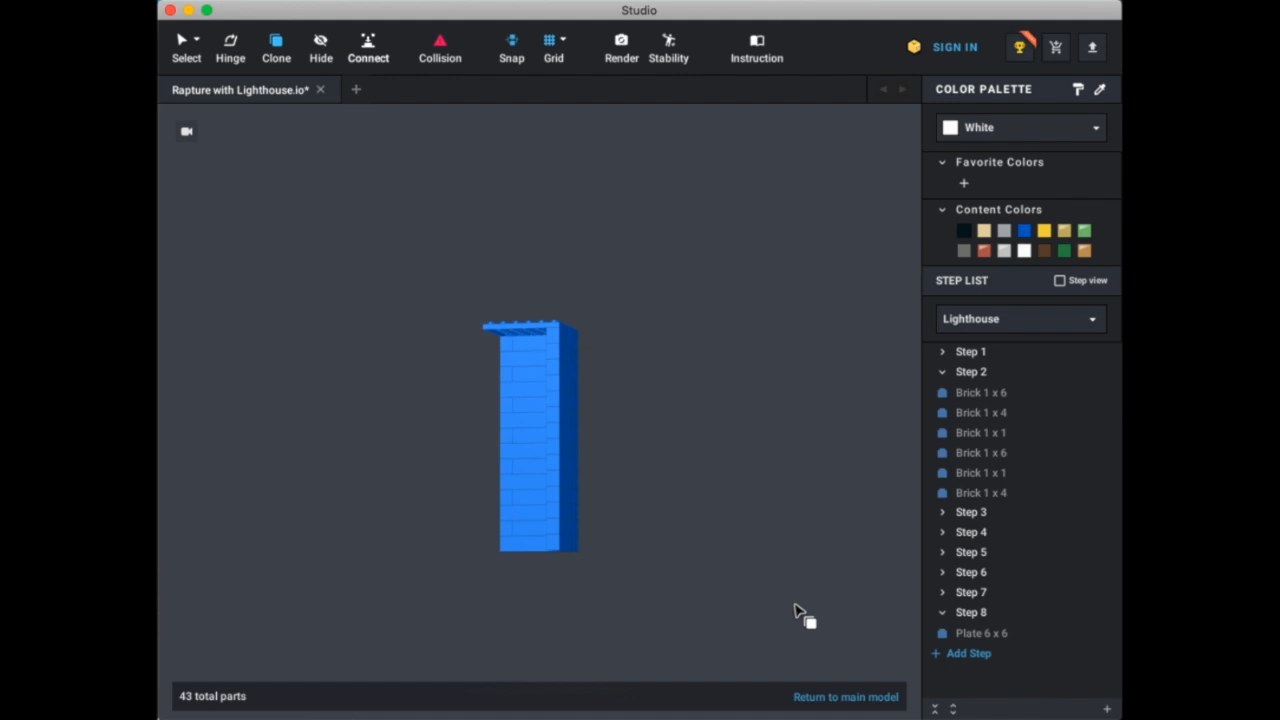 Studio
Select
Hinge
Clone
Hide
Connect
Collision
Snap
Grid
Render
Stability
Instruction
SIGN IN
Rapture with Lighthouse.io*
COLOR PALETTE
White
Favorite Colors
Content Colors
STEP LIST
Step view
Lighthouse
Step 1
Step 2
Brick 1 x 6
Brick 1 x 4
Brick 1 x 1
Brick 1 x 6
Brick 1 x 1
Brick 1 x 4
Step 3
Step 4
Step 5
Step 6
Step 7
Step 8
Plate 6 x 6
+ Add Step
43 total parts
Return to main model